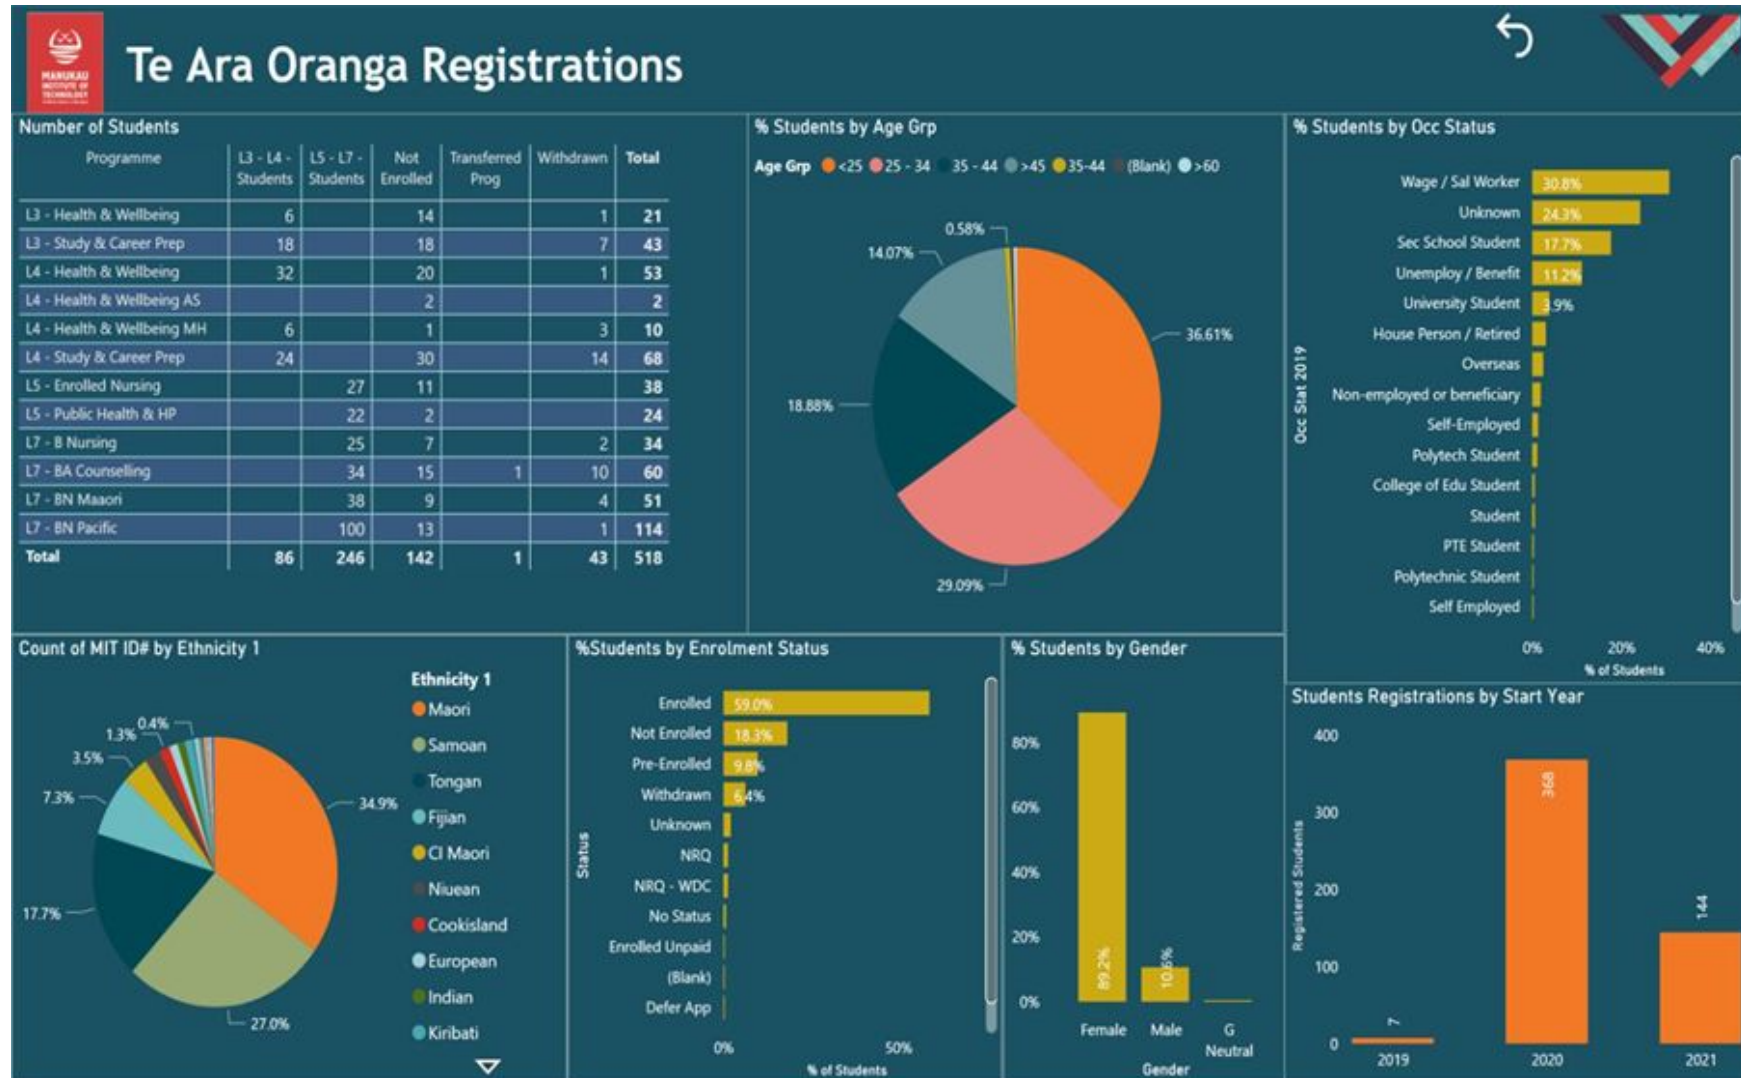 MANUKAU
INSTITUTE OF
TECHNOLOGY
Te Ara Oranga Registrations
Number of Students
Programme L3 - L4 - Students L5 - L7 - Students Not Enrolled Transferred Prog Withdrawn Total
L3 - Health & Wellbeing 6 14 1 21
L3 - Study & Career Prep 18 18 7 43
L4 - Health & Wellbeing 32 20 1 53
L4 - Health & Wellbeing AS 2 2
L4 - Health & Wellbeing MH 6 1 3 10
L4 - Study & Career Prep 24 30 14 68
L5 - Enrolled Nursing 27 11 38
L5 - Public Health & HP 22 2 24
L7 - B Nursing 25 7 2 34
L7 - BA Counselling 34 15 1 10 60
L7 - BN Maaori 38 9 4 51
L7 - BN Pacific 100 13 1 114
Total 86 246 142 1 43 518
% Students by Age Grp
Age Grp <25 25 - 34 35 - 44 >45 35-44 (Blank) >60
0.58%
14.07%
36.61%
18.88%
29.09%
% Students by Occ Status
Occ Stat 2019
Wage / Sal Worker 30.8%
Unknown 24.3%
Sec School Student 17.7%
Unemploy / Benefit 11.2%
University Student 3.9%
House Person / Retired
Overseas
Non-employed or beneficiary
Self-Employed
Polytech Student
College of Edu Student
Student
PTE Student
Polytechnic Student
Self Employed
0% 20% 40%
% of Students
Count of MIT ID# by Ethnicity 1
Ethnicity 1
Maori
Samoan
Tongan
Fijian
CI Maori
Niuean
Cookisland
European
Indian
Kiribati
0.4%
1.3%
3.5%
7.3%
34.9%
17.7%
27.0%
%Students by Enrolment Status
Status
Enrolled 59.0%
Not Enrolled 18.3%
Pre-Enrolled 9.8%
Withdrawn 6.4%
Unknown
NRQ
NRQ - WDC
No Status
Enrolled Unpaid
(Blank)
Defer App
0% 50%
% of Students
% Students by Gender
80%
60%
40%
20%
0%
89.2% 10.6%
Female Male G Neutral
Gender
Students Registrations by Start Year
Registered Students
400
300
200
100
0
7 368 144
2019 2020 2021